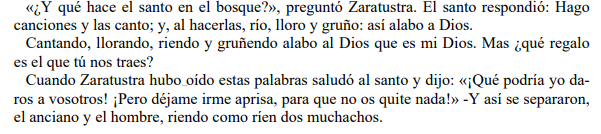 «¿Y qué hace el santo en el bosque?», preguntó Zaratustra. El santo respondió: Hago
canciones y las canto; y, al hacerlas, río, lloro y gruño: así alabo a Dios.
Cantando, llorando, riendo y gruñendo alabo al Dios que es mi Dios. Mas ¿qué regalo
es el que tú nos traes?
Cuando Zaratustra hubo oído estas palabras saludó al santo y dijo: «¡Qué podría yo da-
ros a vosotros! ¡Pero déjame irme aprisa, para que no os quite nada!» -Y así se separaron,
el anciano y el hombre, riendo como ríen dos muchachos.